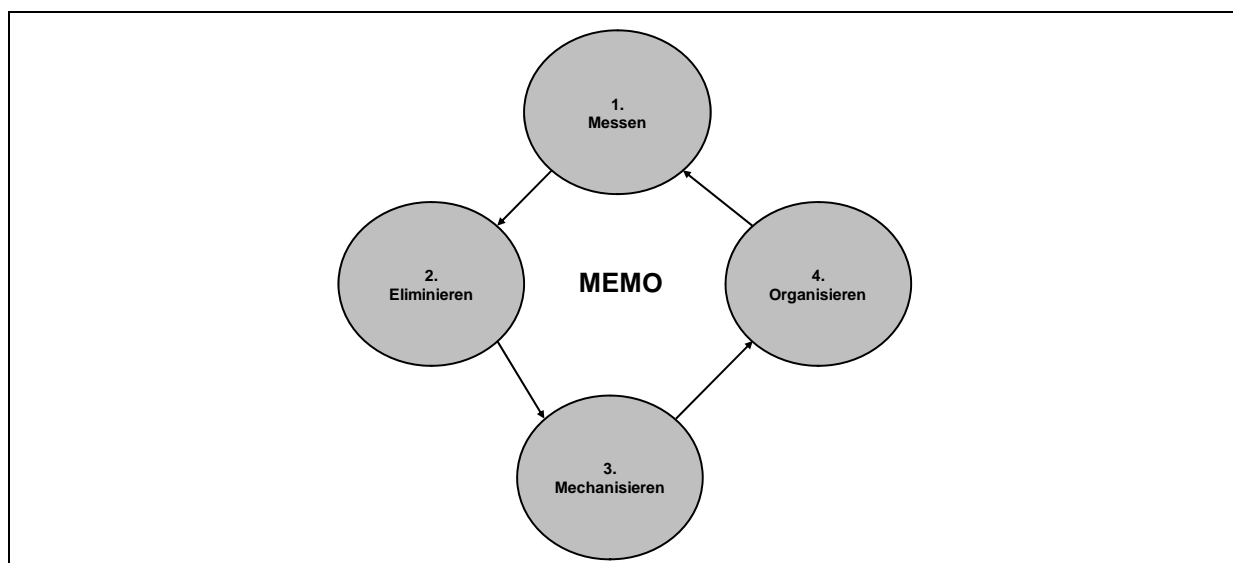 1.
Messen
2.
Eliminieren
MEMO
4.
Organisieren
3.
Mechanisieren